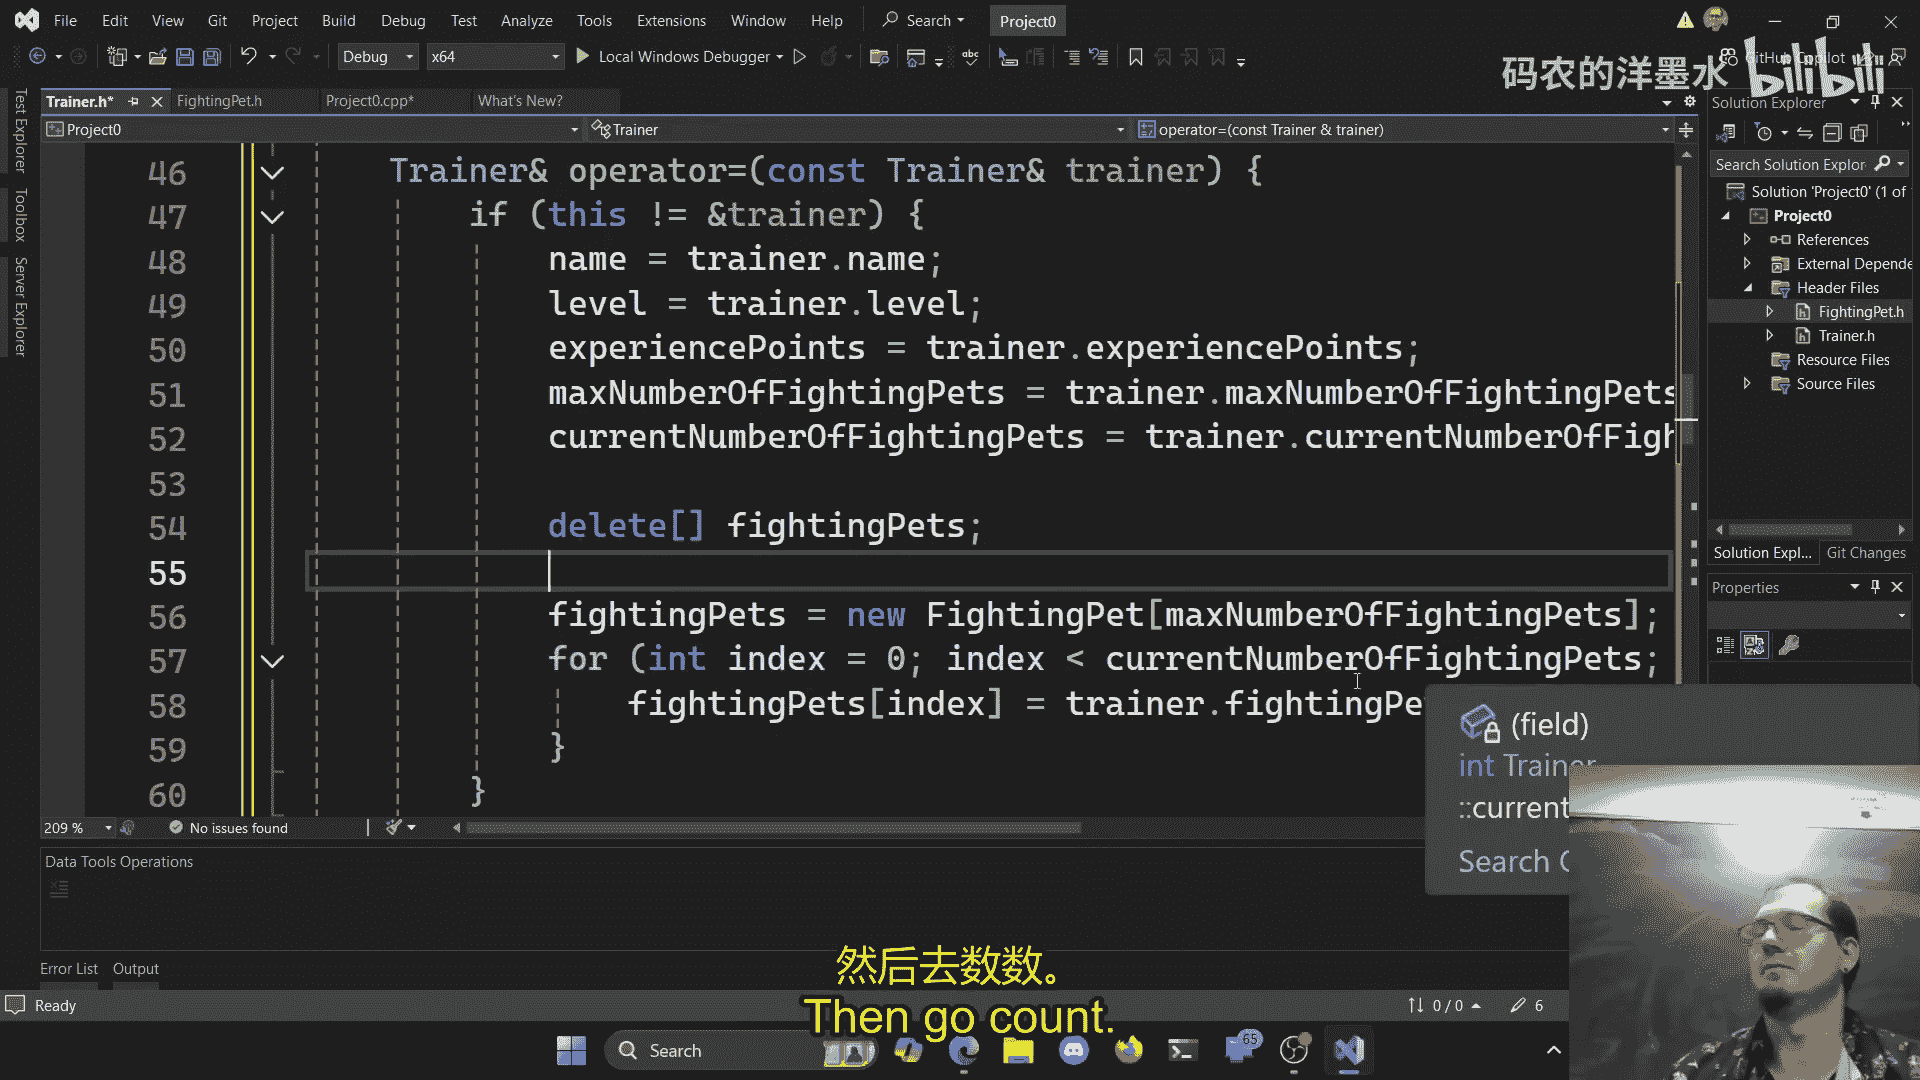 File Edit View Git Project Build Debug Test Analyze Tools Extensions Window Help Search Project0
Debug x64 Local Windows Debugger
GitHub Copilot
码农的洋墨水 bilibili
Trainer.h* FightingPet.h Project0.cpp* What's New?
Project0 Trainer operator=(const Trainer & trainer)
Test Explorer
Toolbox
Server Explorer
46 Trainer& operator=(const Trainer& trainer) {
47 if (this != &trainer) {
48 name = trainer.name;
49 level = trainer.level;
50 experiencePoints = trainer.experiencePoints;
51 maxNumberOfFightingPets = trainer.maxNumberOfFightingPets
52 currentNumberOfFightingPets = trainer.currentNumberOfFigh
53
54 delete[] fightingPets;
55
56 fightingPets = new FightingPet[maxNumberOfFightingPets];
57 for (int index = 0; index < currentNumberOfFightingPets;
58 fightingPets[index] = trainer.fightingPe
59 }
60 }
(field)
int Trainer
::current
Search
209 % No issues found
Solution Explorer
Search Solution Explor
Solution 'Project0' (1 of
Project0
References
External Depende
Header Files
FightingPet.h
Trainer.h
Resource Files
Source Files
Solution Expl... Git Changes
Properties
Data Tools Operations
Error List Output
Ready 0 / 0 6
然后去数数。
Then go count.
Search
65